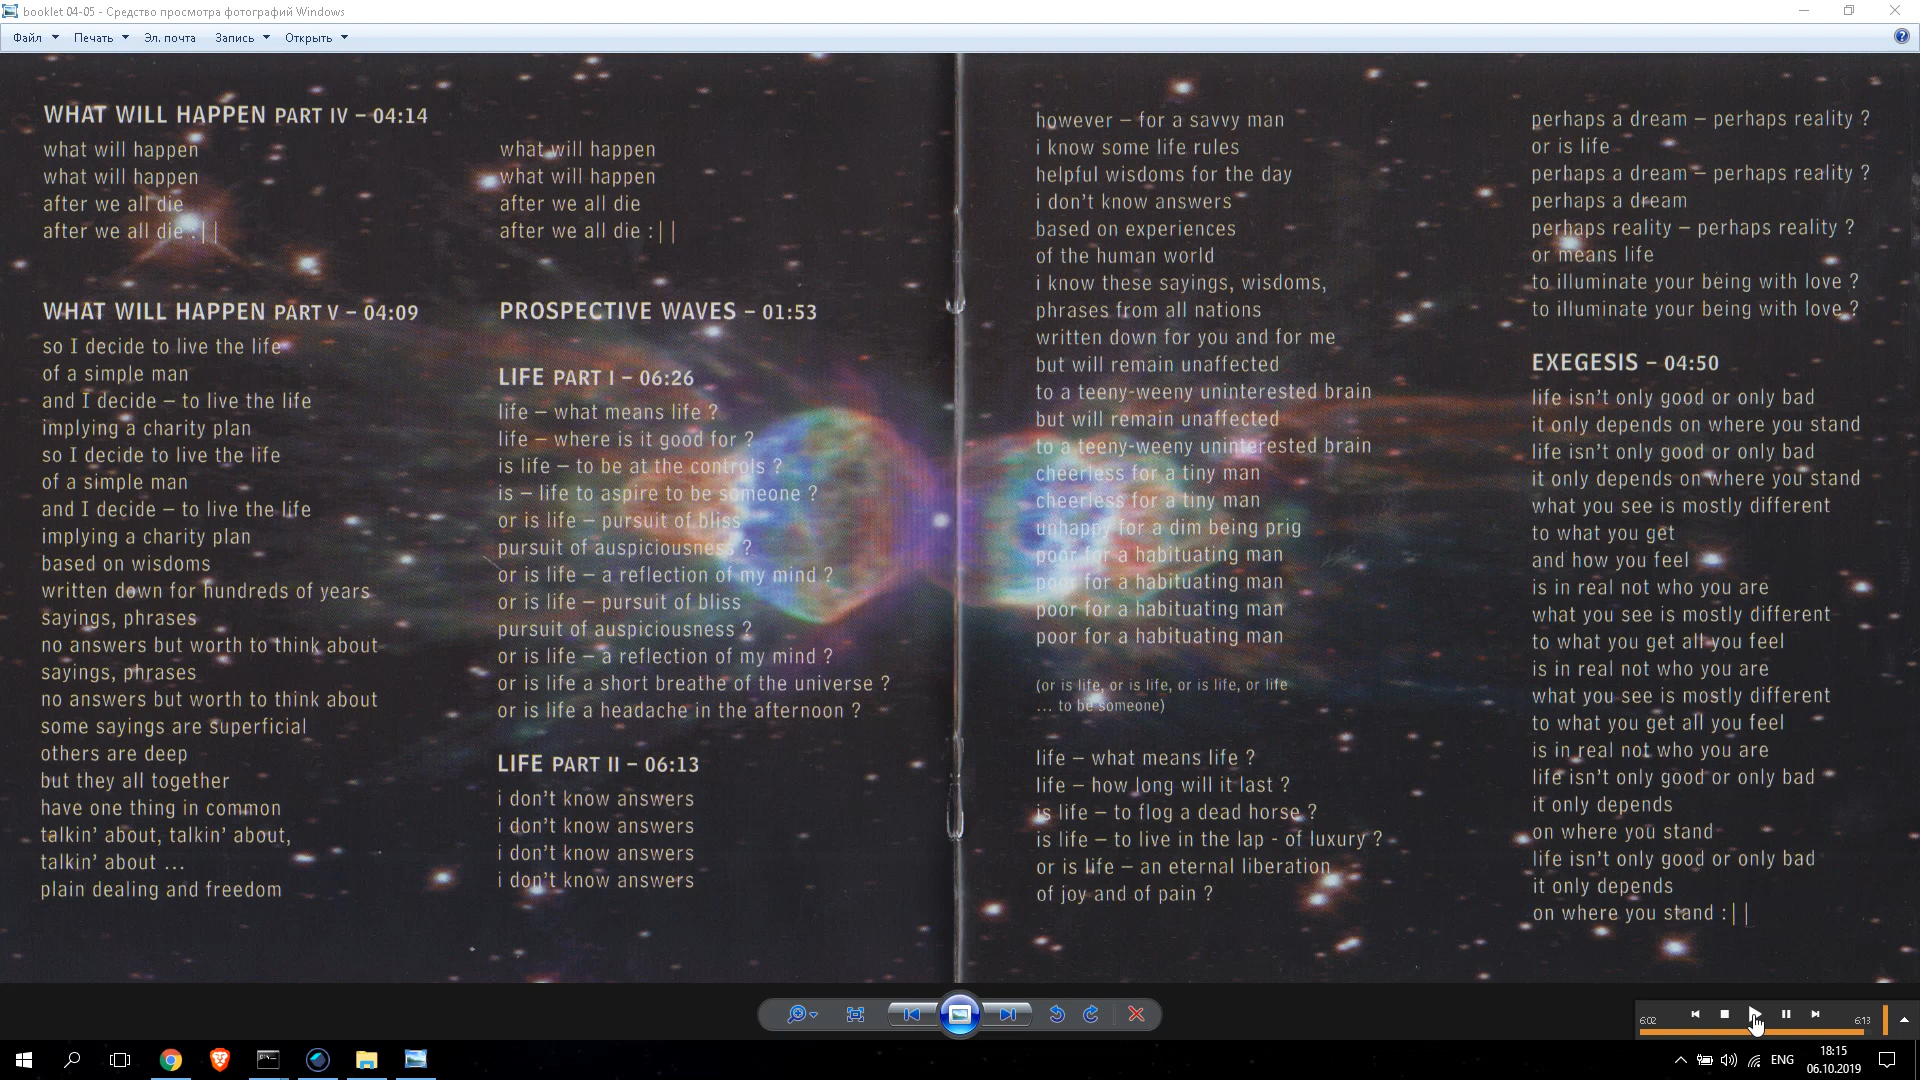 booklet 04-05 - Средство просмотра фотографий Windows
Файл Печать Эл. почта Запись Открыть
WHAT WILL HAPPEN PART IV – 04:14
what will happen
what will happen
after we all die
after we all die :||
WHAT WILL HAPPEN PART V – 04:09
so I decide to live the life
of a simple man
and I decide – to live the life
implying a charity plan
so I decide to live the life
of a simple man
and I decide – to live the life
implying a charity plan
based on wisdoms
written down for hundreds of years
sayings, phrases
no answers but worth to think about
sayings, phrases
no answers but worth to think about
some sayings are superficial
others are deep
but they all together
have one thing in common
talkin' about, talkin' about,
talkin' about ...
plain dealing and freedom
what will happen
what will happen
after we all die
after we all die :||
PROSPECTIVE WAVES – 01:53
LIFE PART I – 06:26
life – what means life ?
life – where is it good for ?
is life – to be at the controls ?
is – life to aspire to be someone ?
or is life – pursuit of bliss
pursuit of auspiciousness ?
or is life – a reflection of my mind ?
or is life – pursuit of bliss
pursuit of auspiciousness ?
or is life – a reflection of my mind ?
or is life a short breathe of the universe ?
or is life a headache in the afternoon ?
LIFE PART II – 06:13
i don't know answers
i don't know answers
i don't know answers
i don't know answers
however – for a savvy man
i know some life rules
helpful wisdoms for the day
i don't know answers
based on experiences
of the human world
i know these sayings, wisdoms,
phrases from all nations
written down for you and for me
but will remain unaffected
to a teeny-weeny uninterested brain
but will remain unaffected
to a teeny-weeny uninterested brain
cheerless for a tiny man
cheerless for a tiny man
unhappy for a dim being prig
poor for a habituating man
poor for a habituating man
poor for a habituating man
poor for a habituating man
(or is life, or is life, or is life, or life
... to be someone)
life – what means life ?
life – how long will it last ?
is life – to flog a dead horse ?
is life – to live in the lap - of luxury ?
or is life – an eternal liberation
of joy and of pain ?
perhaps a dream – perhaps reality ?
or is life
perhaps a dream – perhaps reality ?
perhaps a dream
perhaps reality – perhaps reality ?
or means life
to illuminate your being with love ?
to illuminate your being with love ?
EXEGESIS – 04:50
life isn't only good or only bad
it only depends on where you stand
life isn't only good or only bad
it only depends on where you stand
what you see is mostly different
to what you get
and how you feel
is in real not who you are
what you see is mostly different
to what you get all you feel
is in real not who you are
what you see is mostly different
to what you get all you feel
is in real not who you are
life isn't only good or only bad
it only depends
on where you stand
life isn't only good or only bad
it only depends
on where you stand :||
6:02 6:13
ENG
18:15
06.10.2019